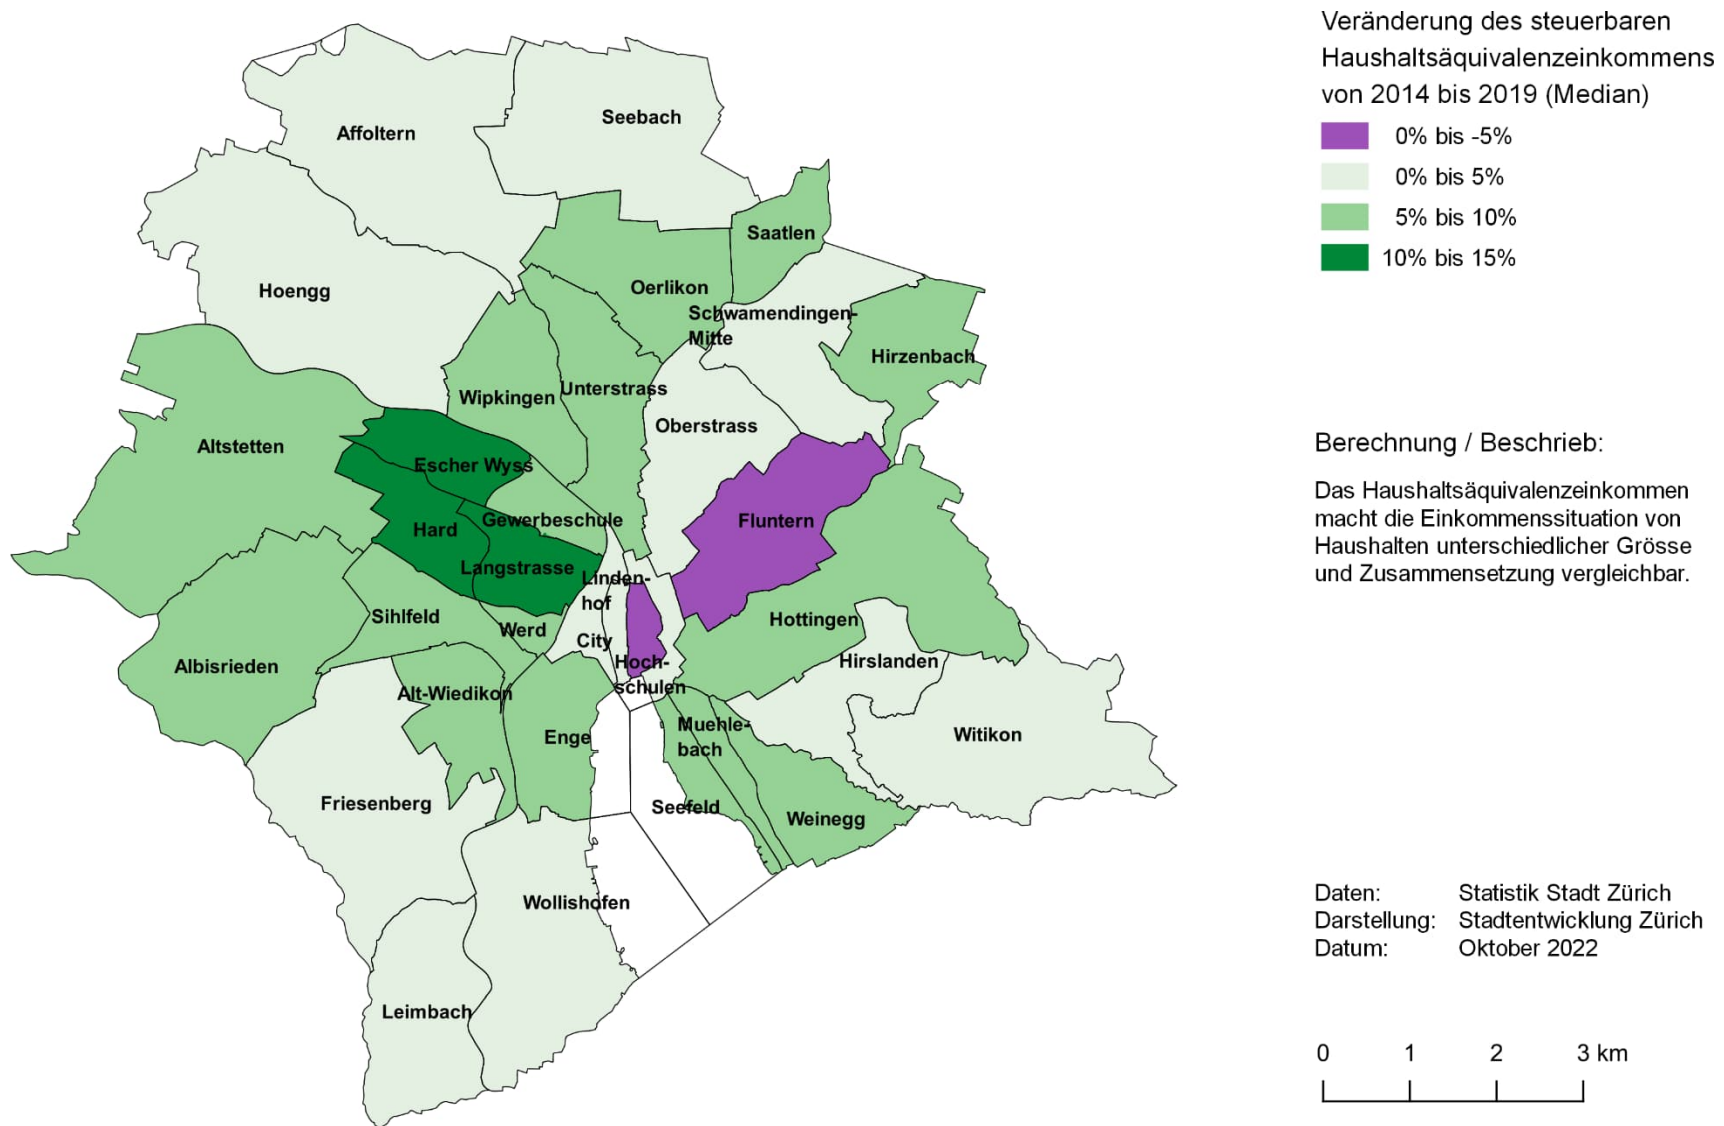 Veränderung des steuerbaren
Haushaltsäquivalenzeinkommens
von 2014 bis 2019 (Median)
0% bis -5%
0% bis 5%
5% bis 10%
10% bis 15%
Affoltern
Seebach
Saatlen
Hoengg
Oerlikon
Schwamendingen-
Mitte
Hirzenbach
Wipkingen
Unterstrass
Oberstrass
Altstetten
Escher Wyss
Gewerbeschule
Hard
Fluntern
Langstrasse
Linden-
hof
Sihlfeld
Werd
City
Hottingen
Hirslanden
Albisrieden
Hoch-
schulen
Alt-Wiedikon
Enge
Muehle-
bach
Witikon
Friesenberg
Seefeld
Weinegg
Wollishofen
Leimbach
Berechnung / Beschrieb:
Das Haushaltsäquivalenzeinkommen
macht die Einkommenssituation von
Haushalten unterschiedlicher Grösse
und Zusammensetzung vergleichbar.
Daten: Statistik Stadt Zürich
Darstellung: Stadtentwicklung Zürich
Datum: Oktober 2022
0 1 2 3 km